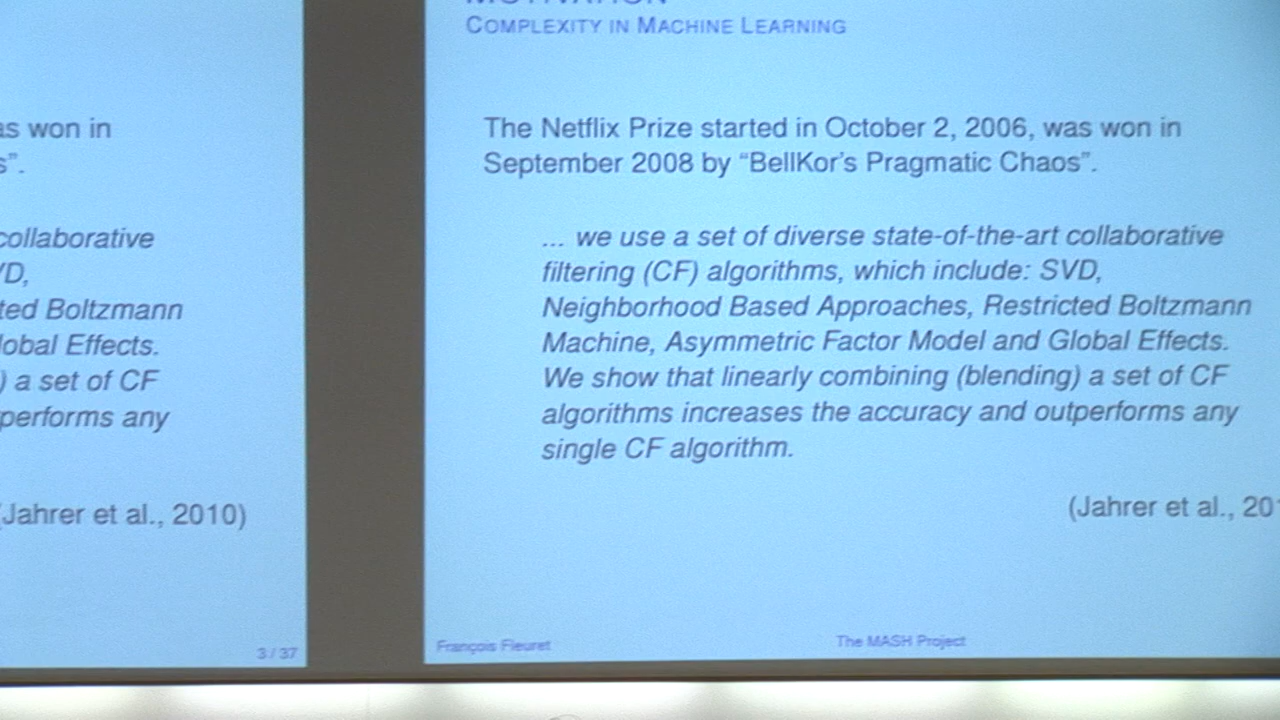 as won in
s”.
collaborative
VD,
ted Boltzmann
lobal Effects.
) a set of CF
performs any
(Jahrer et al., 2010)
3 / 37
MOTIVATION
COMPLEXITY IN MACHINE LEARNING
The Netflix Prize started in October 2, 2006, was won in
September 2008 by “BellKor’s Pragmatic Chaos”.
... we use a set of diverse state-of-the-art collaborative
filtering (CF) algorithms, which include: SVD,
Neighborhood Based Approaches, Restricted Boltzmann
Machine, Asymmetric Factor Model and Global Effects.
We show that linearly combining (blending) a set of CF
algorithms increases the accuracy and outperforms any
single CF algorithm.
(Jahrer et al., 201
François Fleuret
The MASH Project